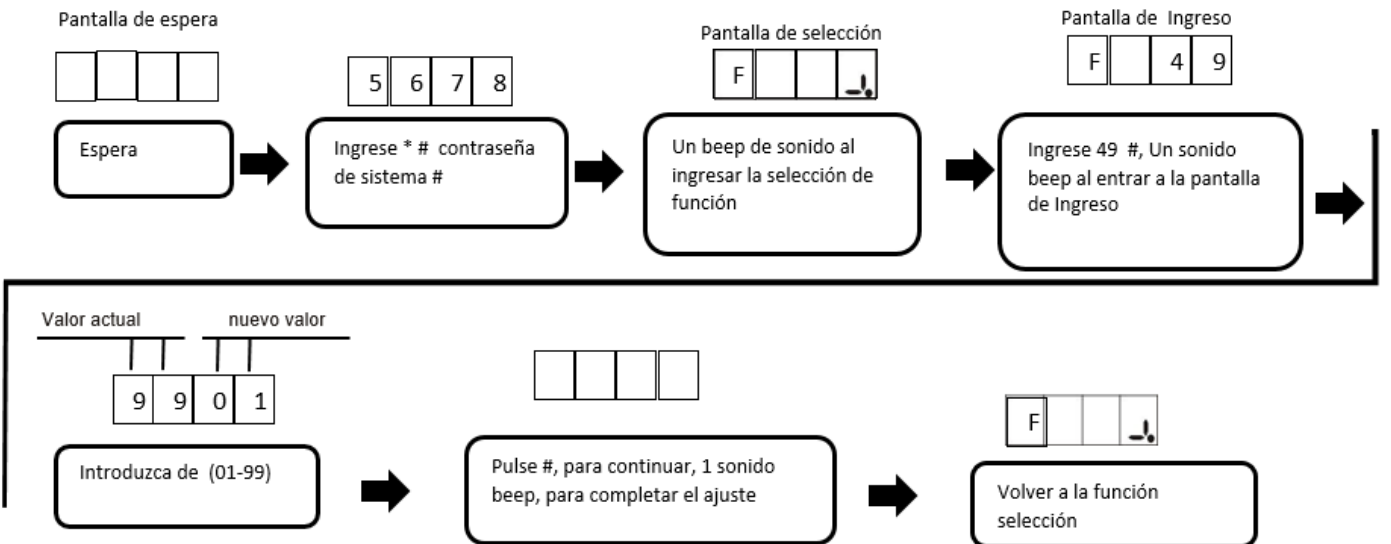 Pantalla de espera
5 6 7 8
Pantalla de selección
F
Pantalla de Ingreso
F 4 9
Espera
Ingrese * # contraseña
de sistema #
Un beep de sonido al
ingresar la selección de
función
Ingrese 49 #, Un sonido
beep al entrar a la pantalla
de Ingreso
Valor actual
nuevo valor
9 9 0 1
Introduzca de (01-99)
Pulse #, para continuar, 1 sonido
beep, para completar el ajuste
F
Volver a la función
selección